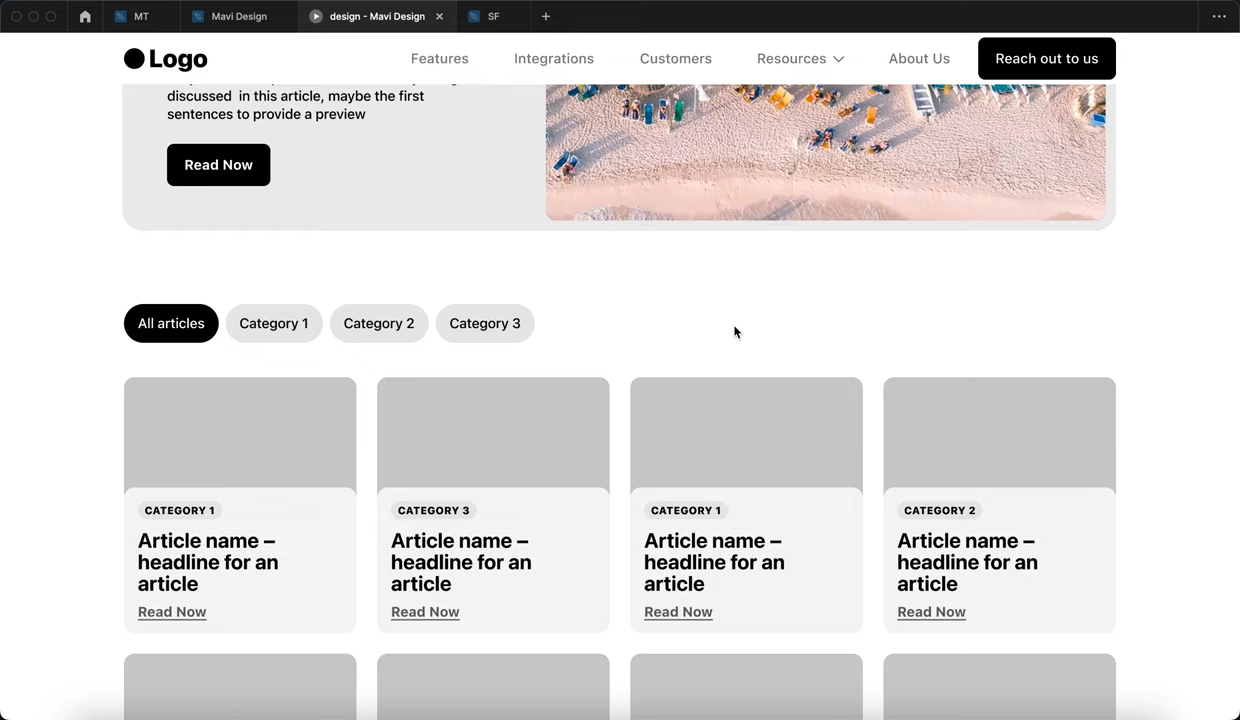 MT
Mavi Design
design - Mavi Design
SF
Logo
Features
Integrations
Customers
Resources
About Us
Reach out to us
discussed in this article, maybe the first
sentences to provide a preview
Read Now
All articles
Category 1
Category 2
Category 3
CATEGORY 1
Article name –
headline for an
article
Read Now
CATEGORY 3
Article name –
headline for an
article
Read Now
CATEGORY 1
Article name –
headline for an
article
Read Now
CATEGORY 2
Article name –
headline for an
article
Read Now